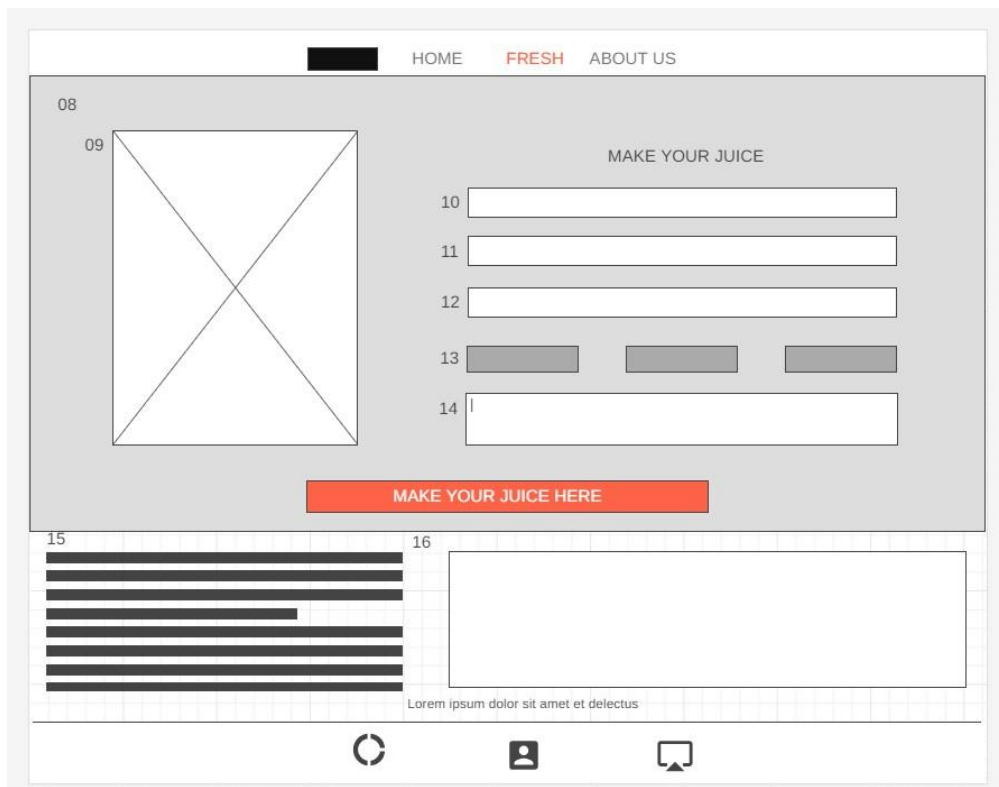 HOME FRESH ABOUT US
08
09
MAKE YOUR JUICE
10
11
12
13
14
MAKE YOUR JUICE HERE
15
16
Lorem ipsum dolor sit amet et delectus